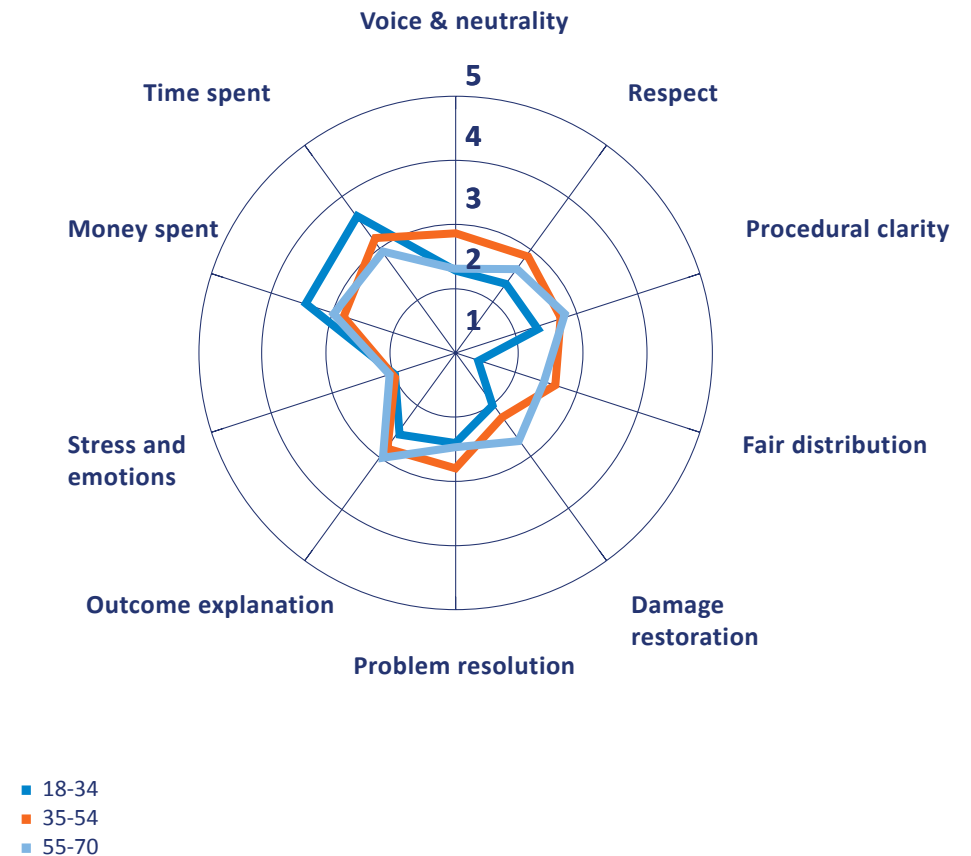 Voice & neutrality
5
Time spent
Respect
4
3
Money spent
Procedural clarity
2
1
Stress and
emotions
Fair distribution
Outcome explanation
Damage
restoration
Problem resolution
18-34
35-54
55-70